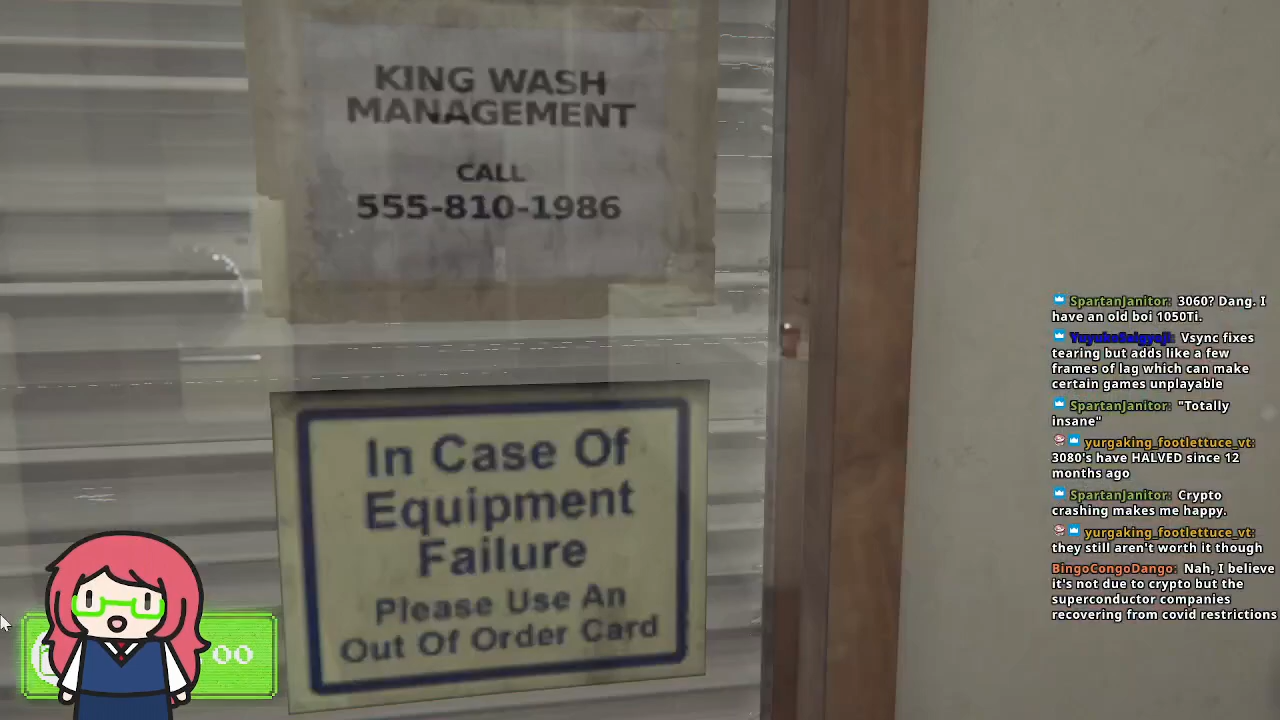 KING WASH
MANAGEMENT
CALL
555-810-1986
In Case Of
Equipment
Failure
Please Use An
Out Of Order Card
00
SpartanJanitor: 3060? Dang. I
have an old boi 1050Ti.
YuyukoSaigyoji: Vsync fixes
tearing but adds like a few
frames of lag which can make
certain games unplayable
SpartanJanitor: "Totally
insane"
yurgaking_footlettuce_vt:
3080's have HALVED since 12
months ago
SpartanJanitor: Crypto
crashing makes me happy.
yurgaking_footlettuce_vt:
they still aren't worth it though
BingoCongoDango: Nah, I believe
it's not due to crypto but the
superconductor companies
recovering from covid restrictions